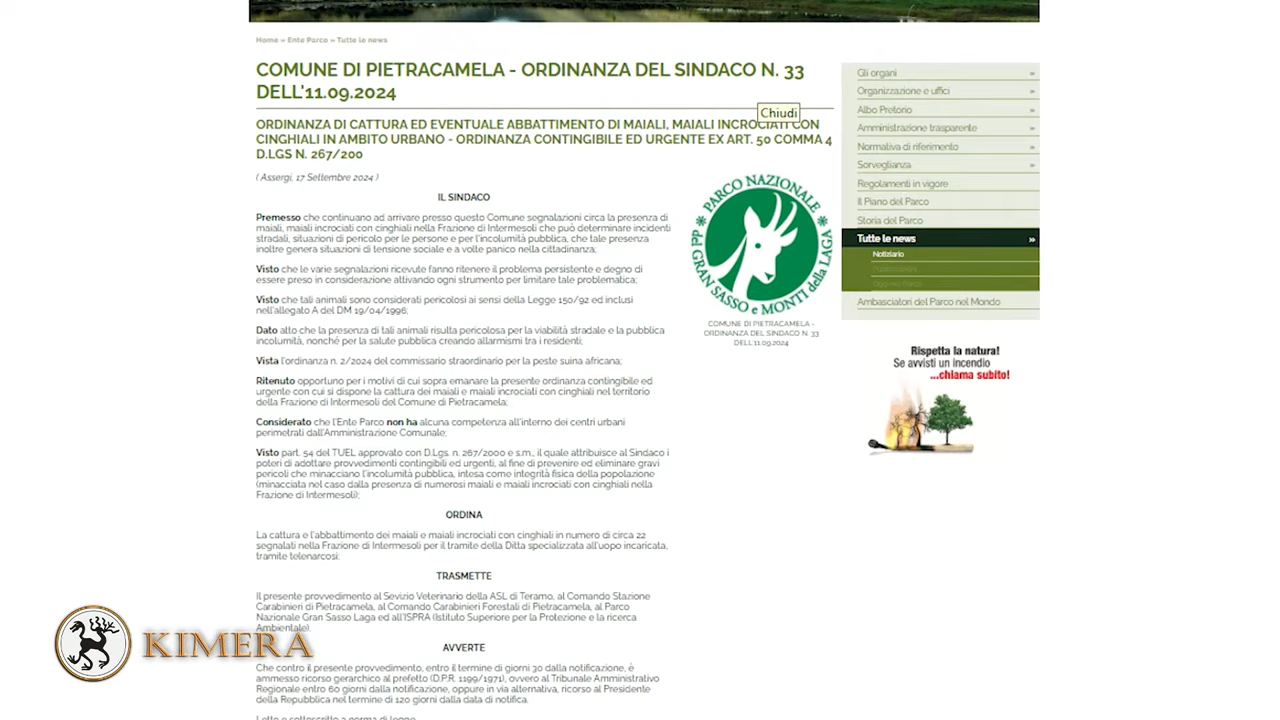 Home » Ente Parco » Tutte le news
COMUNE DI PIETRACAMELA - ORDINANZA DEL SINDACO N. 33
DELL'11.09.2024
Chiudi
ORDINANZA DI CATTURA ED EVENTUALE ABBATTIMENTO DI MAIALI, MAIALI INCROCIATI CON
CINGHIALI IN AMBITO URBANO - ORDINANZA CONTINGIBILE ED URGENTE EX ART. 50 COMMA 4
D.LGS N. 267/200
( Assergi, 17 Settembre 2024 )
IL SINDACO
Premesso che continuano ad arrivare presso questo Comune segnalazioni circa la presenza di
maiali, maiali incrociati con cinghiali nella Frazione di Intermesoli che può determinare incidenti
stradali, situazioni di pericolo per le persone e per l'incolumità pubblica, che tale presenza
inoltre genera situazioni di tensione sociale e a volte panico nella cittadinanza;
Visto che le varie segnalazioni ricevute fanno ritenere il problema persistente e degno di
essere preso in considerazione attivando ogni strumento per limitare tale problematica;
Visto che tali animali sono considerati pericolosi ai sensi della Legge 150/92 ed inclusi
nell'allegato A del DM 19/04/1996;
Dato atto che la presenza di tali animali risulta pericolosa per la viabilità stradale e la pubblica
incolumità, nonché per la salute pubblica creando allarmismi tra i residenti;
Vista l'ordinanza n. 2/2024 del commissario straordinario per la peste suina africana;
Ritenuto opportuno per i motivi di cui sopra emanare la presente ordinanza contingibile ed
urgente con cui si dispone la cattura dei maiali e maiali incrociati con cinghiali nel territorio
della Frazione di Intermesoli del Comune di Pietracamela;
Considerato che l'Ente Parco non ha alcuna competenza all'interno dei centri urbani
perimetrati dall'Amministrazione Comunale;
Visto part. 54 del TUEL approvato con D.Lgs. n. 267/2000 e s.m., il quale attribuisce al Sindaco i
poteri di adottare provvedimenti contingibili ed urgenti, al fine di prevenire ed eliminare gravi
pericoli che minacciano l'incolumità pubblica, intesa come integrità fisica della popolazione
(minacciata nel caso dalla presenza di numerosi maiali e maiali incrociati con cinghiali nella
Frazione di Intermesoli);
ORDINA
La cattura e l'abbattimento dei maiali e maiali incrociati con cinghiali in numero di circa 22
segnalati nella Frazione di Intermesoli per il tramite della Ditta specializzata all'uopo incaricata,
tramite telenarcosi;
TRASMETTE
Il presente provvedimento al Sevizio Veterinario della ASL di Teramo, al Comando Stazione
Carabinieri di Pietracamela, al Comando Carabinieri Forestali di Pietracamela, al Parco
Nazionale Gran Sasso Laga ed all'ISPRA (Istituto Superiore per la Protezione e la ricerca
Ambientale).
AVVERTE
Che contro il presente provvedimento, entro il termine di giorni 30 dalla notificazione, è
ammesso ricorso gerarchico al prefetto (D.P.R. 1199/1971), ovvero al Tribunale Amministrativo
Regionale entro 60 giorni dalla notificazione, oppure in via alternativa, ricorso al Presidente
della Repubblica nel termine di 120 giorni dalla data di notifica.
Letto e sottoscritto a norma di legge
PARCO NAZIONALE
del GRAN SASSO e MONTI della LAGA
COMUNE DI PIETRACAMELA -
ORDINANZA DEL SINDACO N. 33
DELL'11.09.2024
Gli organi »
Organizzazione e uffici »
Albo Pretorio »
Amministrazione trasparente »
Normativa di riferimento »
Sorveglianza »
Regolamenti in vigore
Il Piano del Parco
Storia del Parco
Tutte le news »
Notiziario
Ambasciatori del Parco nel Mondo
Rispetta la natura!
Se avvisti un incendio
...chiama subito!
KIMERA